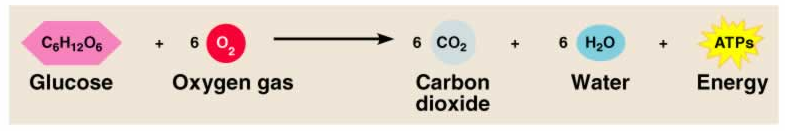 C₆H₁₂O₆ + 6 O₂ 6 CO₂ + 6 H₂O + ATPs
Glucose Oxygen gas Carbon dioxide Water Energy